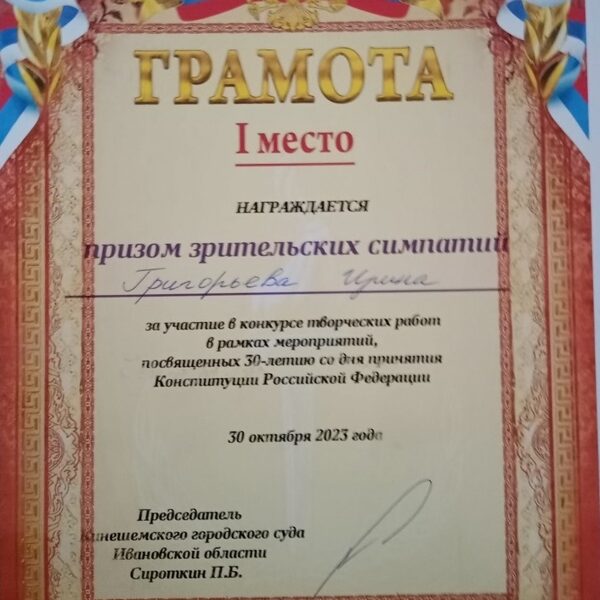 ГРАМОТА
I место
НАГРАЖДАЕТСЯ
призом зрительских симпатий
Григорьева Ирина
за участие в конкурсе творческих работ
в рамках мероприятий,
посвященных 30-летию со дня принятия
Конституции Российской Федерации
30 октября 2023 года
Председатель
Кинешемского городского суда
Ивановской области
Сироткин П.Б.